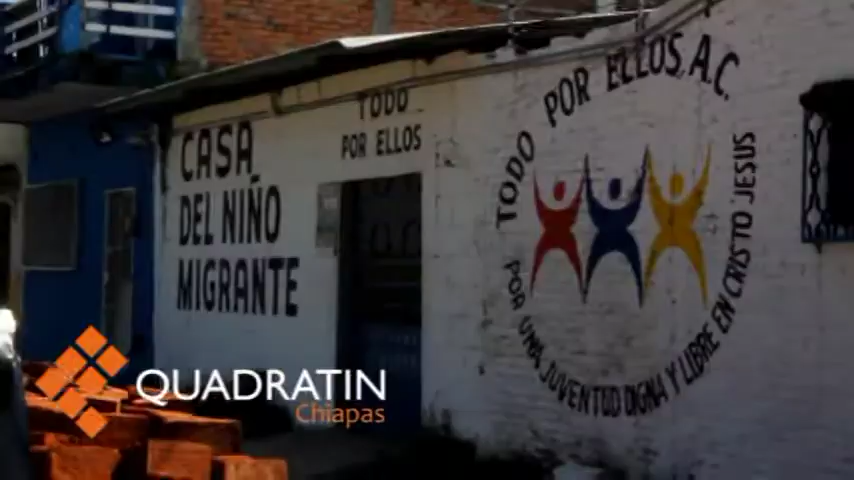 CASA
DEL NIÑO
MIGRANTE
TODO
POR ELLOS
TODO POR ELLOS, A.C.
POR UNA JUVENTUD DIGNA Y LIBRE EN CRISTO JESUS
QUADRATIN
Chiapas